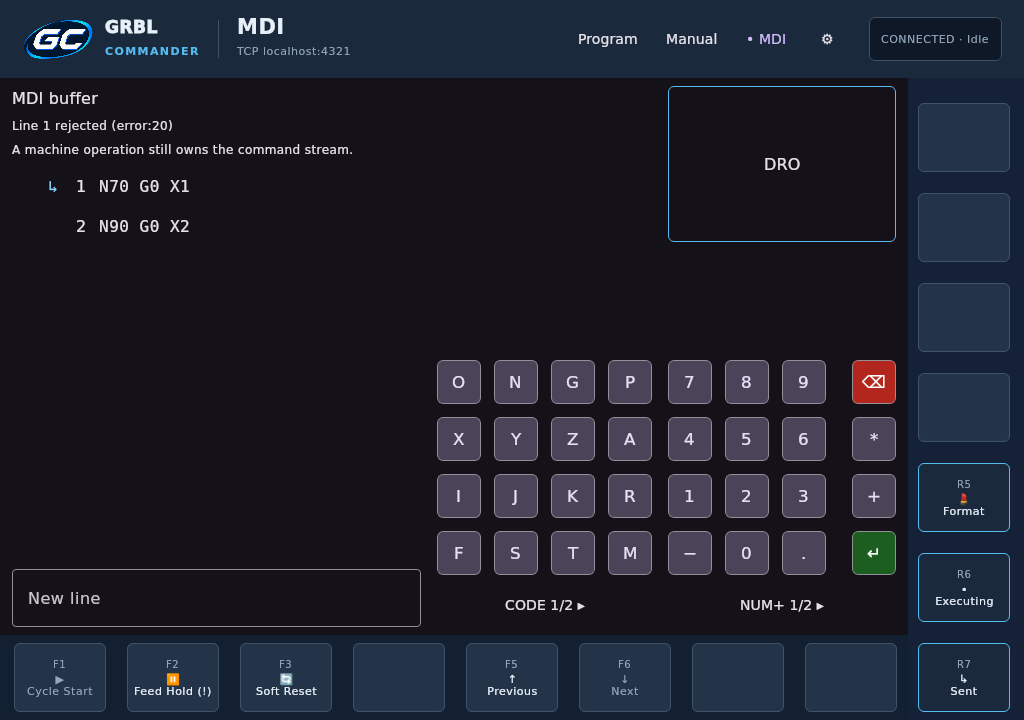 GC
GRBL
COMMANDER
MDI
TCP localhost:4321
Program
Manual
• MDI
⚙
CONNECTED · Idle
MDI buffer
Line 1 rejected (error:20)
A machine operation still owns the command stream.
↳ 1 N70 G0 X1
2 N90 G0 X2
DRO
O N G P 7 8 9 ⌫
X Y Z A 4 5 6 *
I J K R 1 2 3 +
F S T M − 0 . ↵
New line
CODE 1/2 ▸
NUM+ 1/2 ▸
R5
Format
R6
•
Executing
R7
↳
Sent
F1
▶
Cycle Start
F2
⏸
Feed Hold (!)
F3
🔄
Soft Reset
F5
↑
Previous
F6
↓
Next